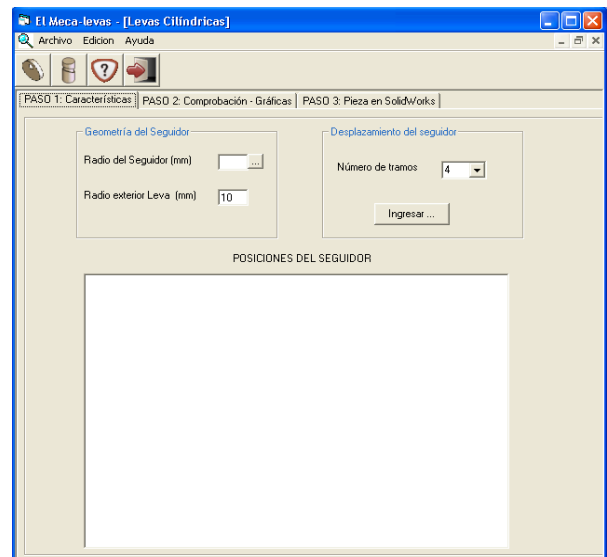 El Meca-levas - [Levas Cilíndricas]
Archivo Edicion Ayuda
PASO 1: Características PASO 2: Comprobación - Gráficas PASO 3: Pieza en SolidWorks
Geometría del Seguidor
Radio del Seguidor (mm) ...
Radio exterior Leva (mm) 10
Desplazamiento del seguidor
Número de tramos 4
Ingresar ...
POSICIONES DEL SEGUIDOR